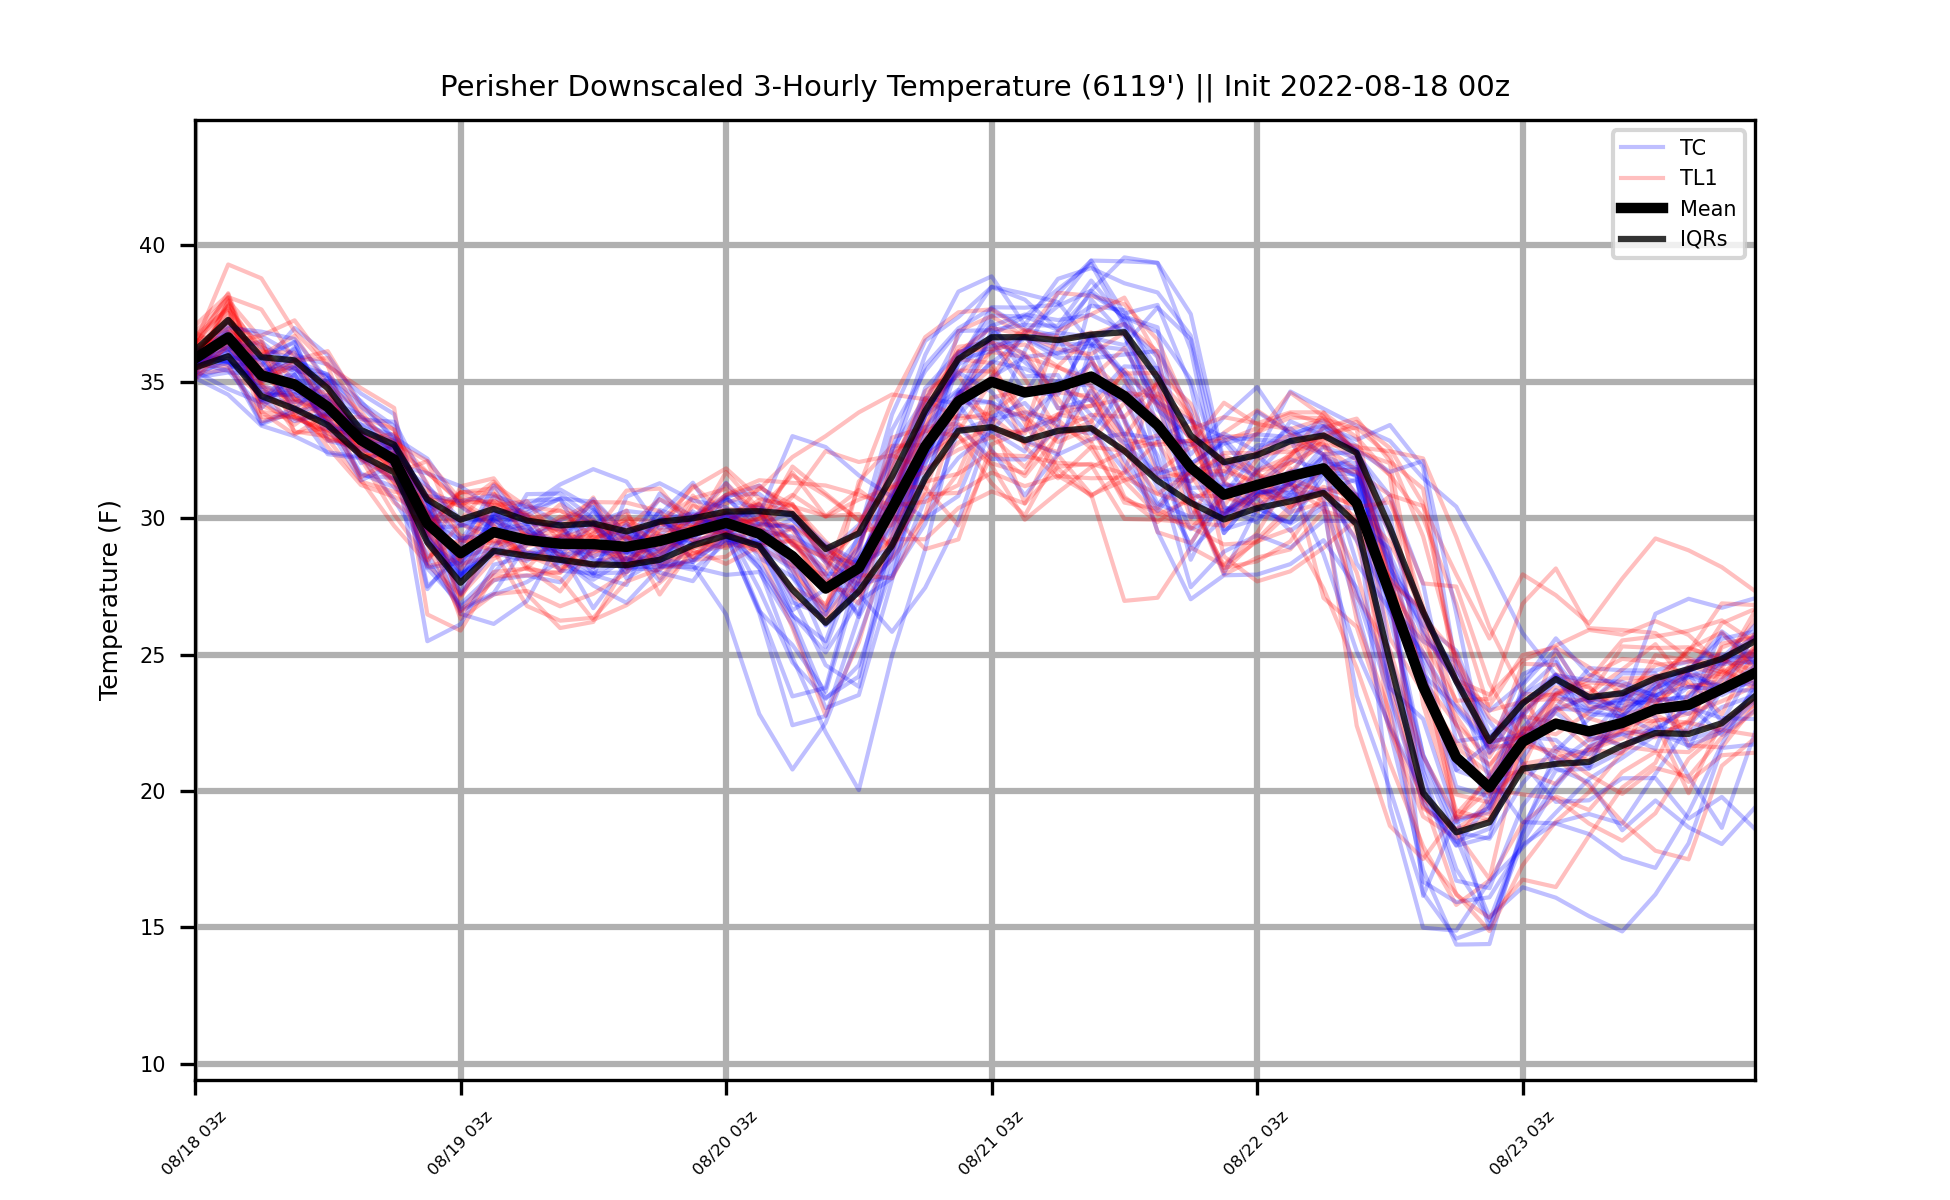 Perisher Downscaled 3-Hourly Temperature (6119') || Init 2022-08-18 00z
TC
TL1
Mean
IQRs
Temperature (F)
40
35
30
25
20
15
10
08/18 03z
08/19 03z
08/20 03z
08/21 03z
08/22 03z
08/23 03z